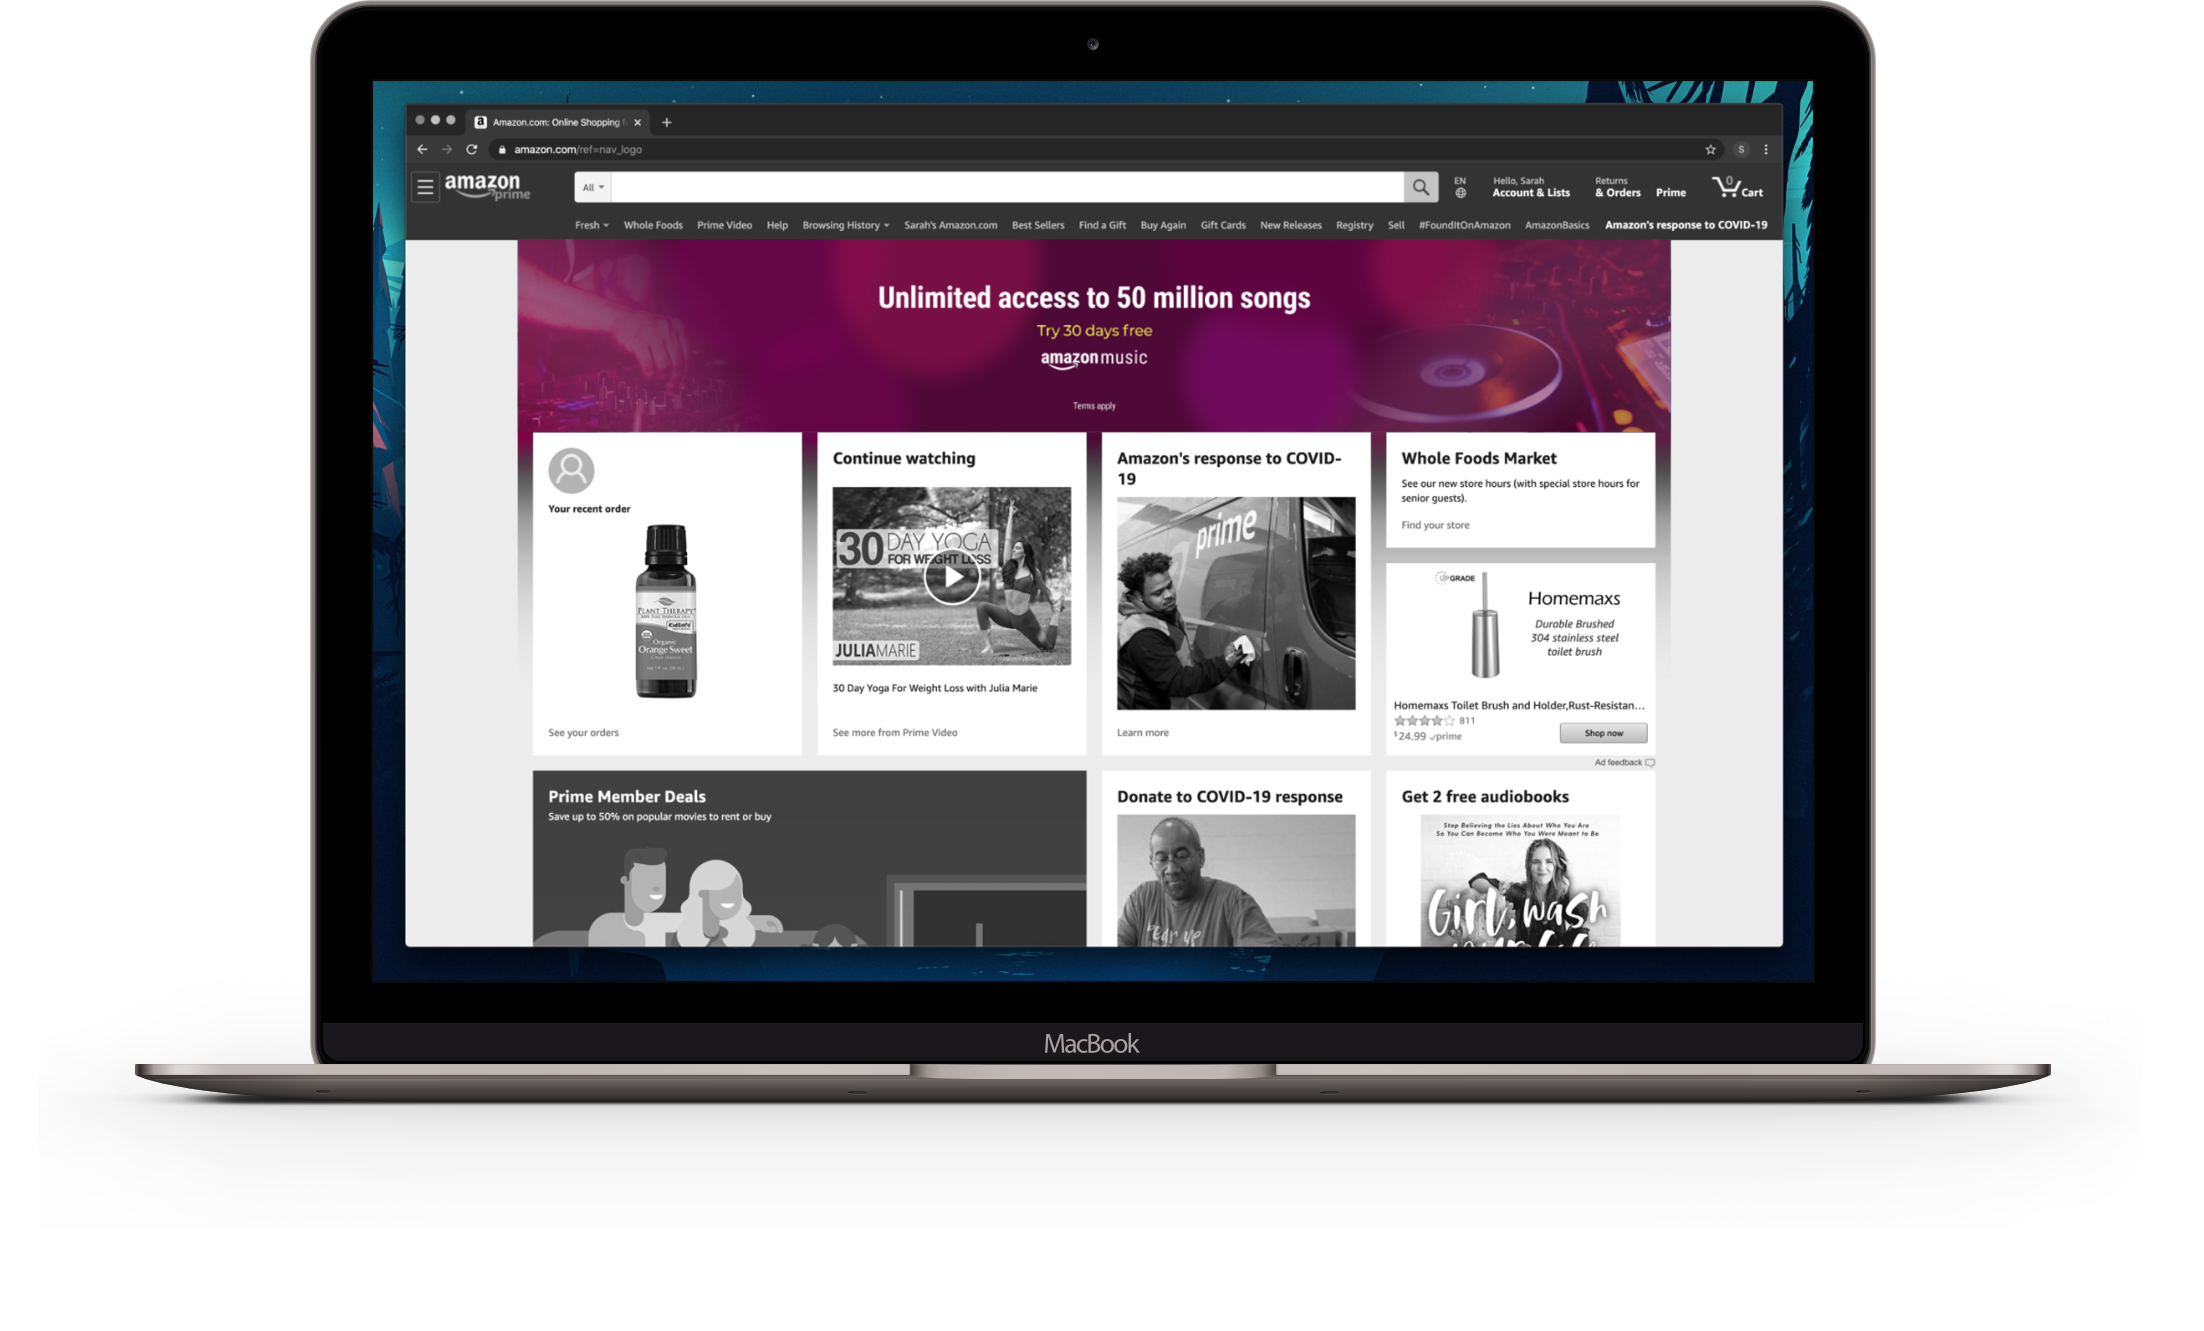 Amazon.com: Online Shopping f
amazon.com/ref=nav_logo
S
amazon
prime
All
EN
Hello, Sarah
Account & Lists
Returns
& Orders
Prime
0
Cart
Fresh
Whole Foods
Prime Video
Help
Browsing History
Sarah's Amazon.com
Best Sellers
Find a Gift
Buy Again
Gift Cards
New Releases
Registry
Sell
#FoundItOnAmazon
AmazonBasics
Amazon's response to COVID-19
Unlimited access to 50 million songs
Try 30 days free
amazon music
Terms apply
Your recent order
PLANT THERAPY
KidSafe
Organic
Orange Sweet
See your orders
Continue watching
30 DAY YOGA
FOR WEIGHT LOSS
JULIAMARIE
30 Day Yoga For Weight Loss with Julia Marie
See more from Prime Video
Amazon's response to COVID-
19
prime
Learn more
Whole Foods Market
See our new store hours (with special store hours for
senior guests).
Find your store
UPGRADE
Homemaxs
Durable Brushed
304 stainless steel
toilet brush
Homemaxs Toilet Brush and Holder,Rust-Resistan...
811
$24.99 prime
Shop now
Ad feedback
Prime Member Deals
Save up to 50% on popular movies to rent or buy
Donate to COVID-19 response
Get 2 free audiobooks
Stop Believing the Lies About Who You Are
So You Can Become Who You Were Meant to Be
Girl, wash
MacBook